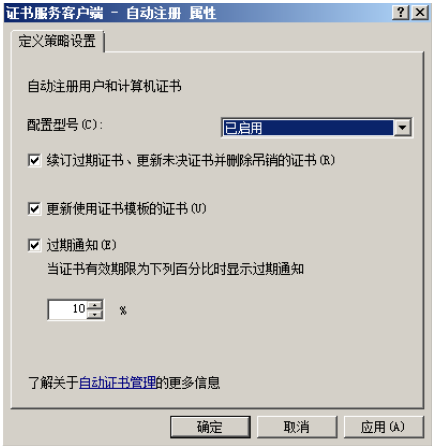 证书服务客户端 - 自动注册 属性
定义策略设置
自动注册用户和计算机证书
配置型号(C):
已启用
续订过期证书、更新未决证书并删除吊销的证书(R)
更新使用证书模板的证书(U)
过期通知(E)
当证书有效期限为下列百分比时显示过期通知
10 %
了解关于自动证书管理的更多信息
确定 取消 应用(A)